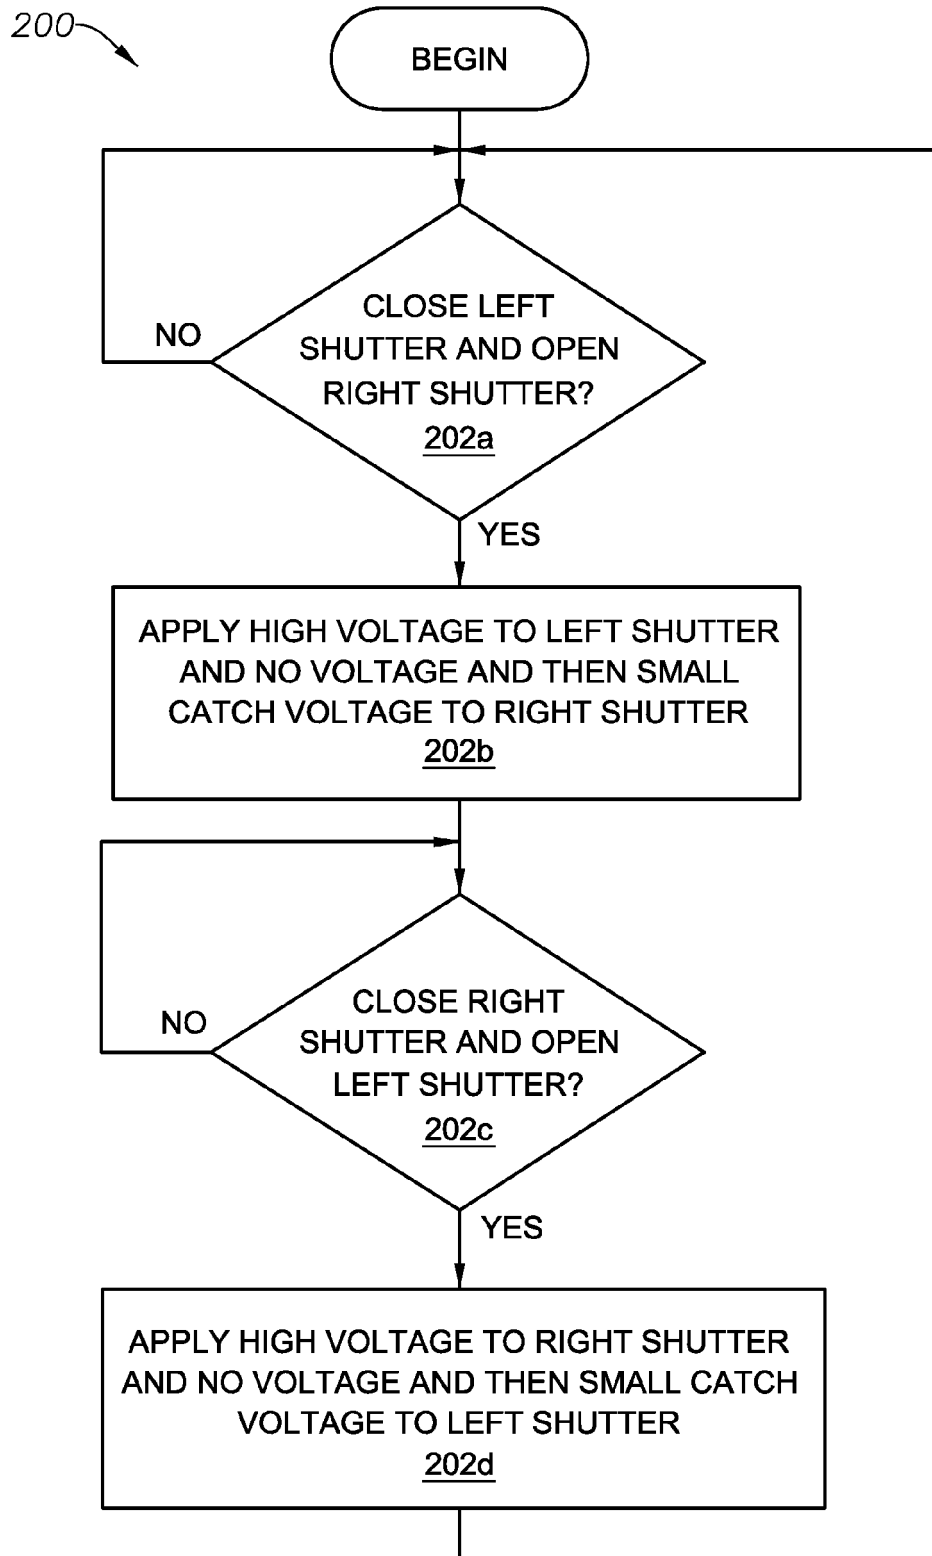 200
BEGIN
CLOSE LEFT
SHUTTER AND OPEN
RIGHT SHUTTER?
202a
NO
YES
APPLY HIGH VOLTAGE TO LEFT SHUTTER
AND NO VOLTAGE AND THEN SMALL
CATCH VOLTAGE TO RIGHT SHUTTER
202b
CLOSE RIGHT
SHUTTER AND OPEN
LEFT SHUTTER?
202c
NO
YES
APPLY HIGH VOLTAGE TO RIGHT SHUTTER
AND NO VOLTAGE AND THEN SMALL CATCH
VOLTAGE TO LEFT SHUTTER
202d